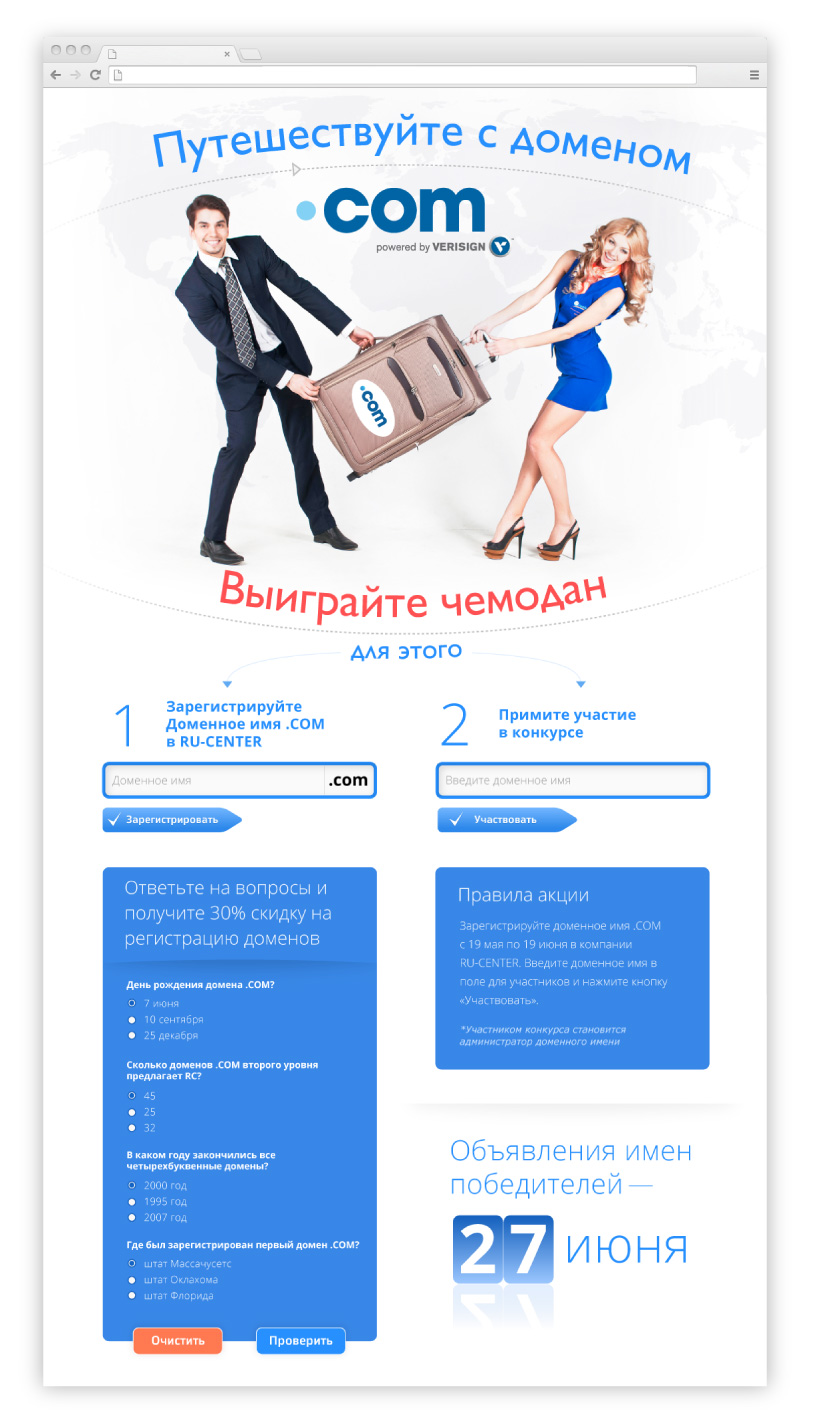 Путешествуйте с доменом
.com
powered by VERISIGN
.com
Выиграйте чемодан
для этого
1
Зарегистрируйте
Доменное имя .COM
в RU-CENTER
Доменное имя
.com
Зарегистрировать
2
Примите участие
в конкурсе
Введите доменное имя
Участвовать
Ответьте на вопросы и
получите 30% скидку на
регистрацию доменов
День рождения домена .COM?
7 июня
10 сентября
25 декабря
Сколько доменов .COM второго уровня
предлагает RC?
45
25
32
В каком году закончились все
четырехбуквенные домены?
2000 год
1995 год
2007 год
Где был зарегистрирован первый домен .COM?
штат Массачусетс
штат Оклахома
штат Флорида
Очистить
Проверить
Правила акции
Зарегистрируйте доменное имя .COM
с 19 мая по 19 июня в компании
RU-CENTER. Введите доменное имя в
поле для участников и нажмите кнопку
«Участвовать».
*Участником конкурса становится
администратор доменного имени
Объявления имен
победителей —
27 июня